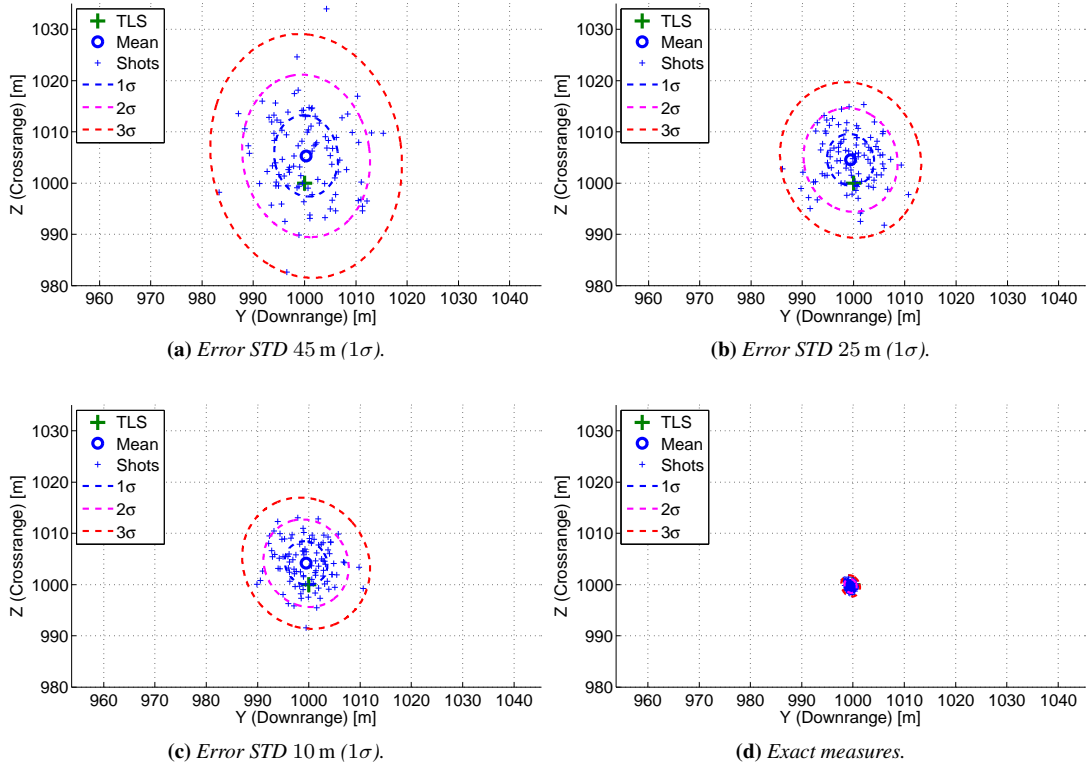 1030
1020
1010
1000
990
980
Z (Crossrange) [m]
TLS
Mean
Shots
1σ
2σ
3σ
960 970 980 990 1000 1010 1020 1030 1040
Y (Downrange) [m]
(a) Error STD 45 m (1σ).
1030
1020
1010
1000
990
980
Z (Crossrange) [m]
TLS
Mean
Shots
1σ
2σ
3σ
960 970 980 990 1000 1010 1020 1030 1040
Y (Downrange) [m]
(b) Error STD 25 m (1σ).
1030
1020
1010
1000
990
980
Z (Crossrange) [m]
TLS
Mean
Shots
1σ
2σ
3σ
960 970 980 990 1000 1010 1020 1030 1040
Y (Downrange) [m]
(c) Error STD 10 m (1σ).
1030
1020
1010
1000
990
980
Z (Crossrange) [m]
TLS
Mean
Shots
1σ
2σ
3σ
960 970 980 990 1000 1010 1020 1030 1040
Y (Downrange) [m]
(d) Exact measures.